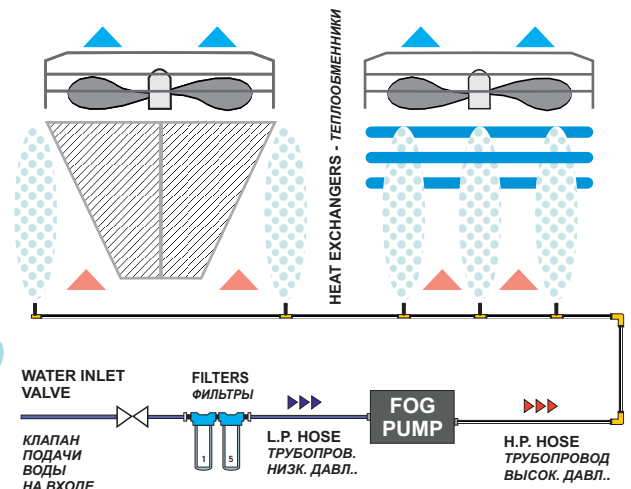 HEAT EXCHANGERS - ТЕПЛООБМЕННИКИ
WATER INLET
VALVE
КЛАПАН
ПОДАЧИ
ВОДЫ
НА ВХОДЕ
FILTERS
ФИЛЬТРЫ
1
5
L.P. HOSE
ТРУБОПРОВ.
НИЗК. ДАВЛ..
FOG
PUMP
H.P. HOSE
ТРУБОПРОВОД
ВЫСОК. ДАВЛ..